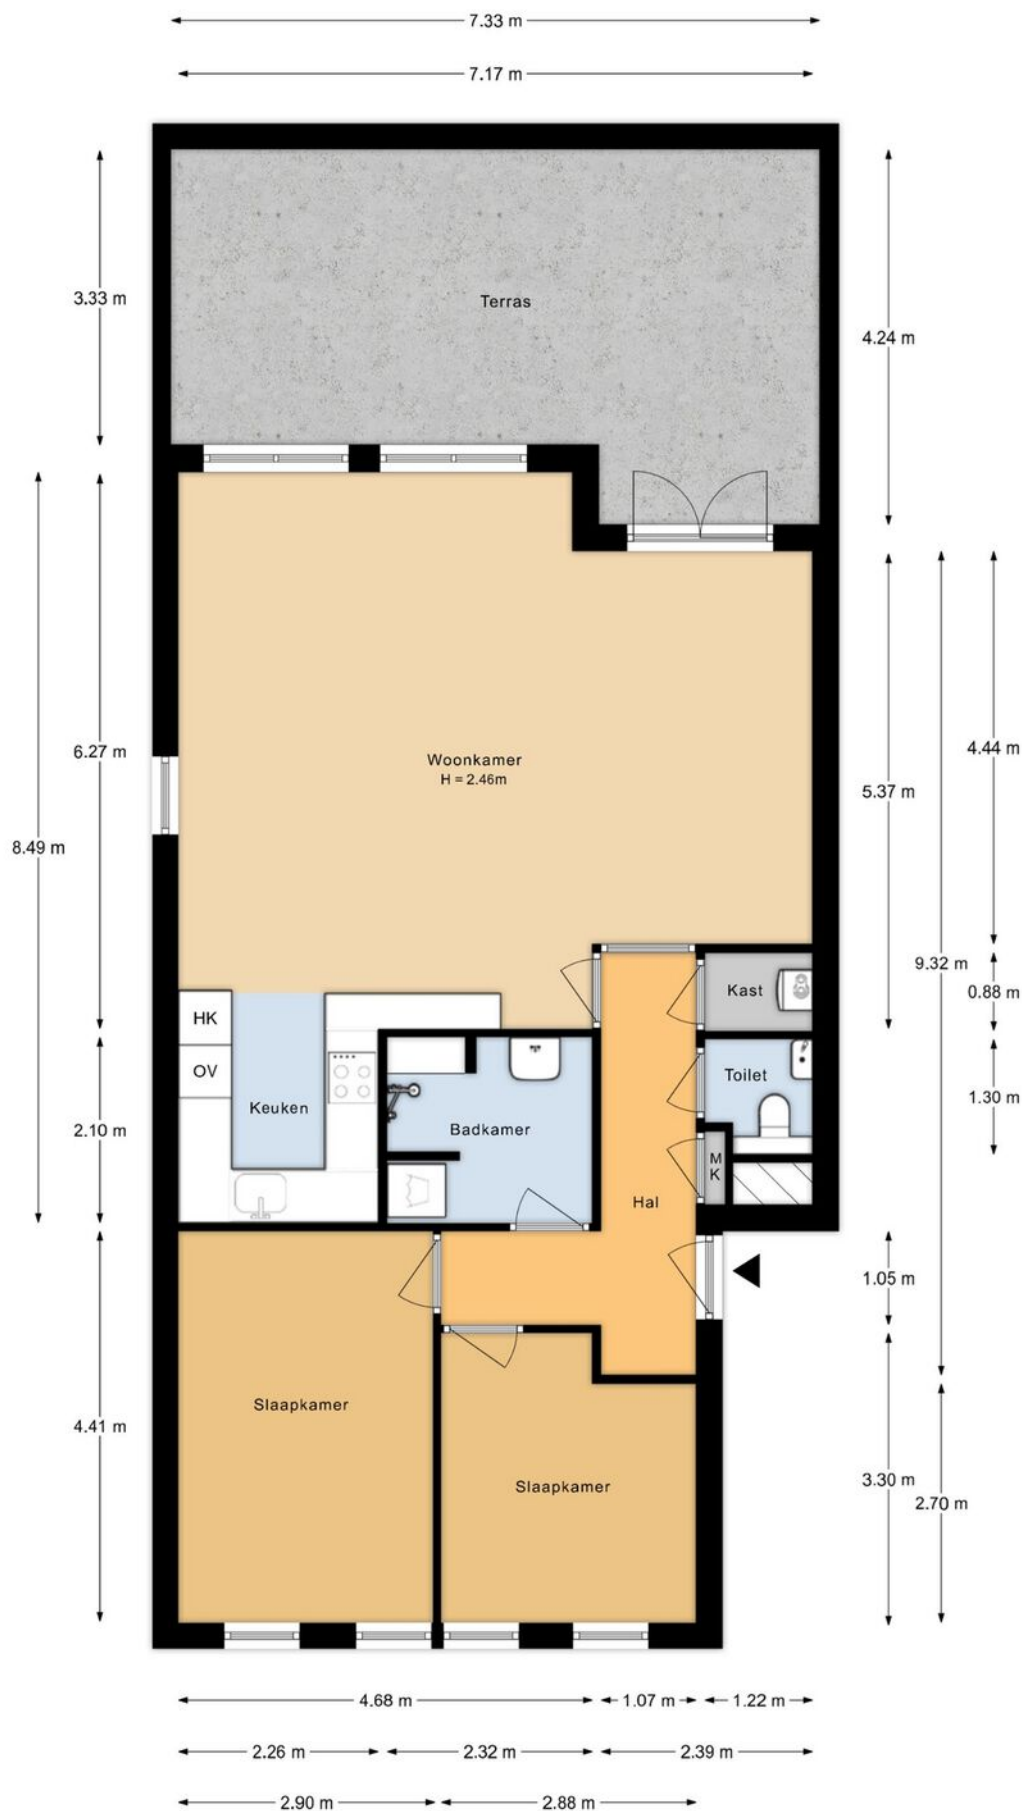 7.33 m
7.17 m
3.33 m
Terras
4.24 m
6.27 m
Woonkamer
H = 2.46m
4.44 m
5.37 m
8.49 m
9.32 m
Kast
0.88 m
HK
OV
Toilet
Keuken
1.30 m
2.10 m
Badkamer
MK
Hal
1.05 m
Slaapkamer
4.41 m
Slaapkamer
3.30 m
2.70 m
4.68 m
1.07 m
1.22 m
2.26 m
2.32 m
2.39 m
2.90 m
2.88 m